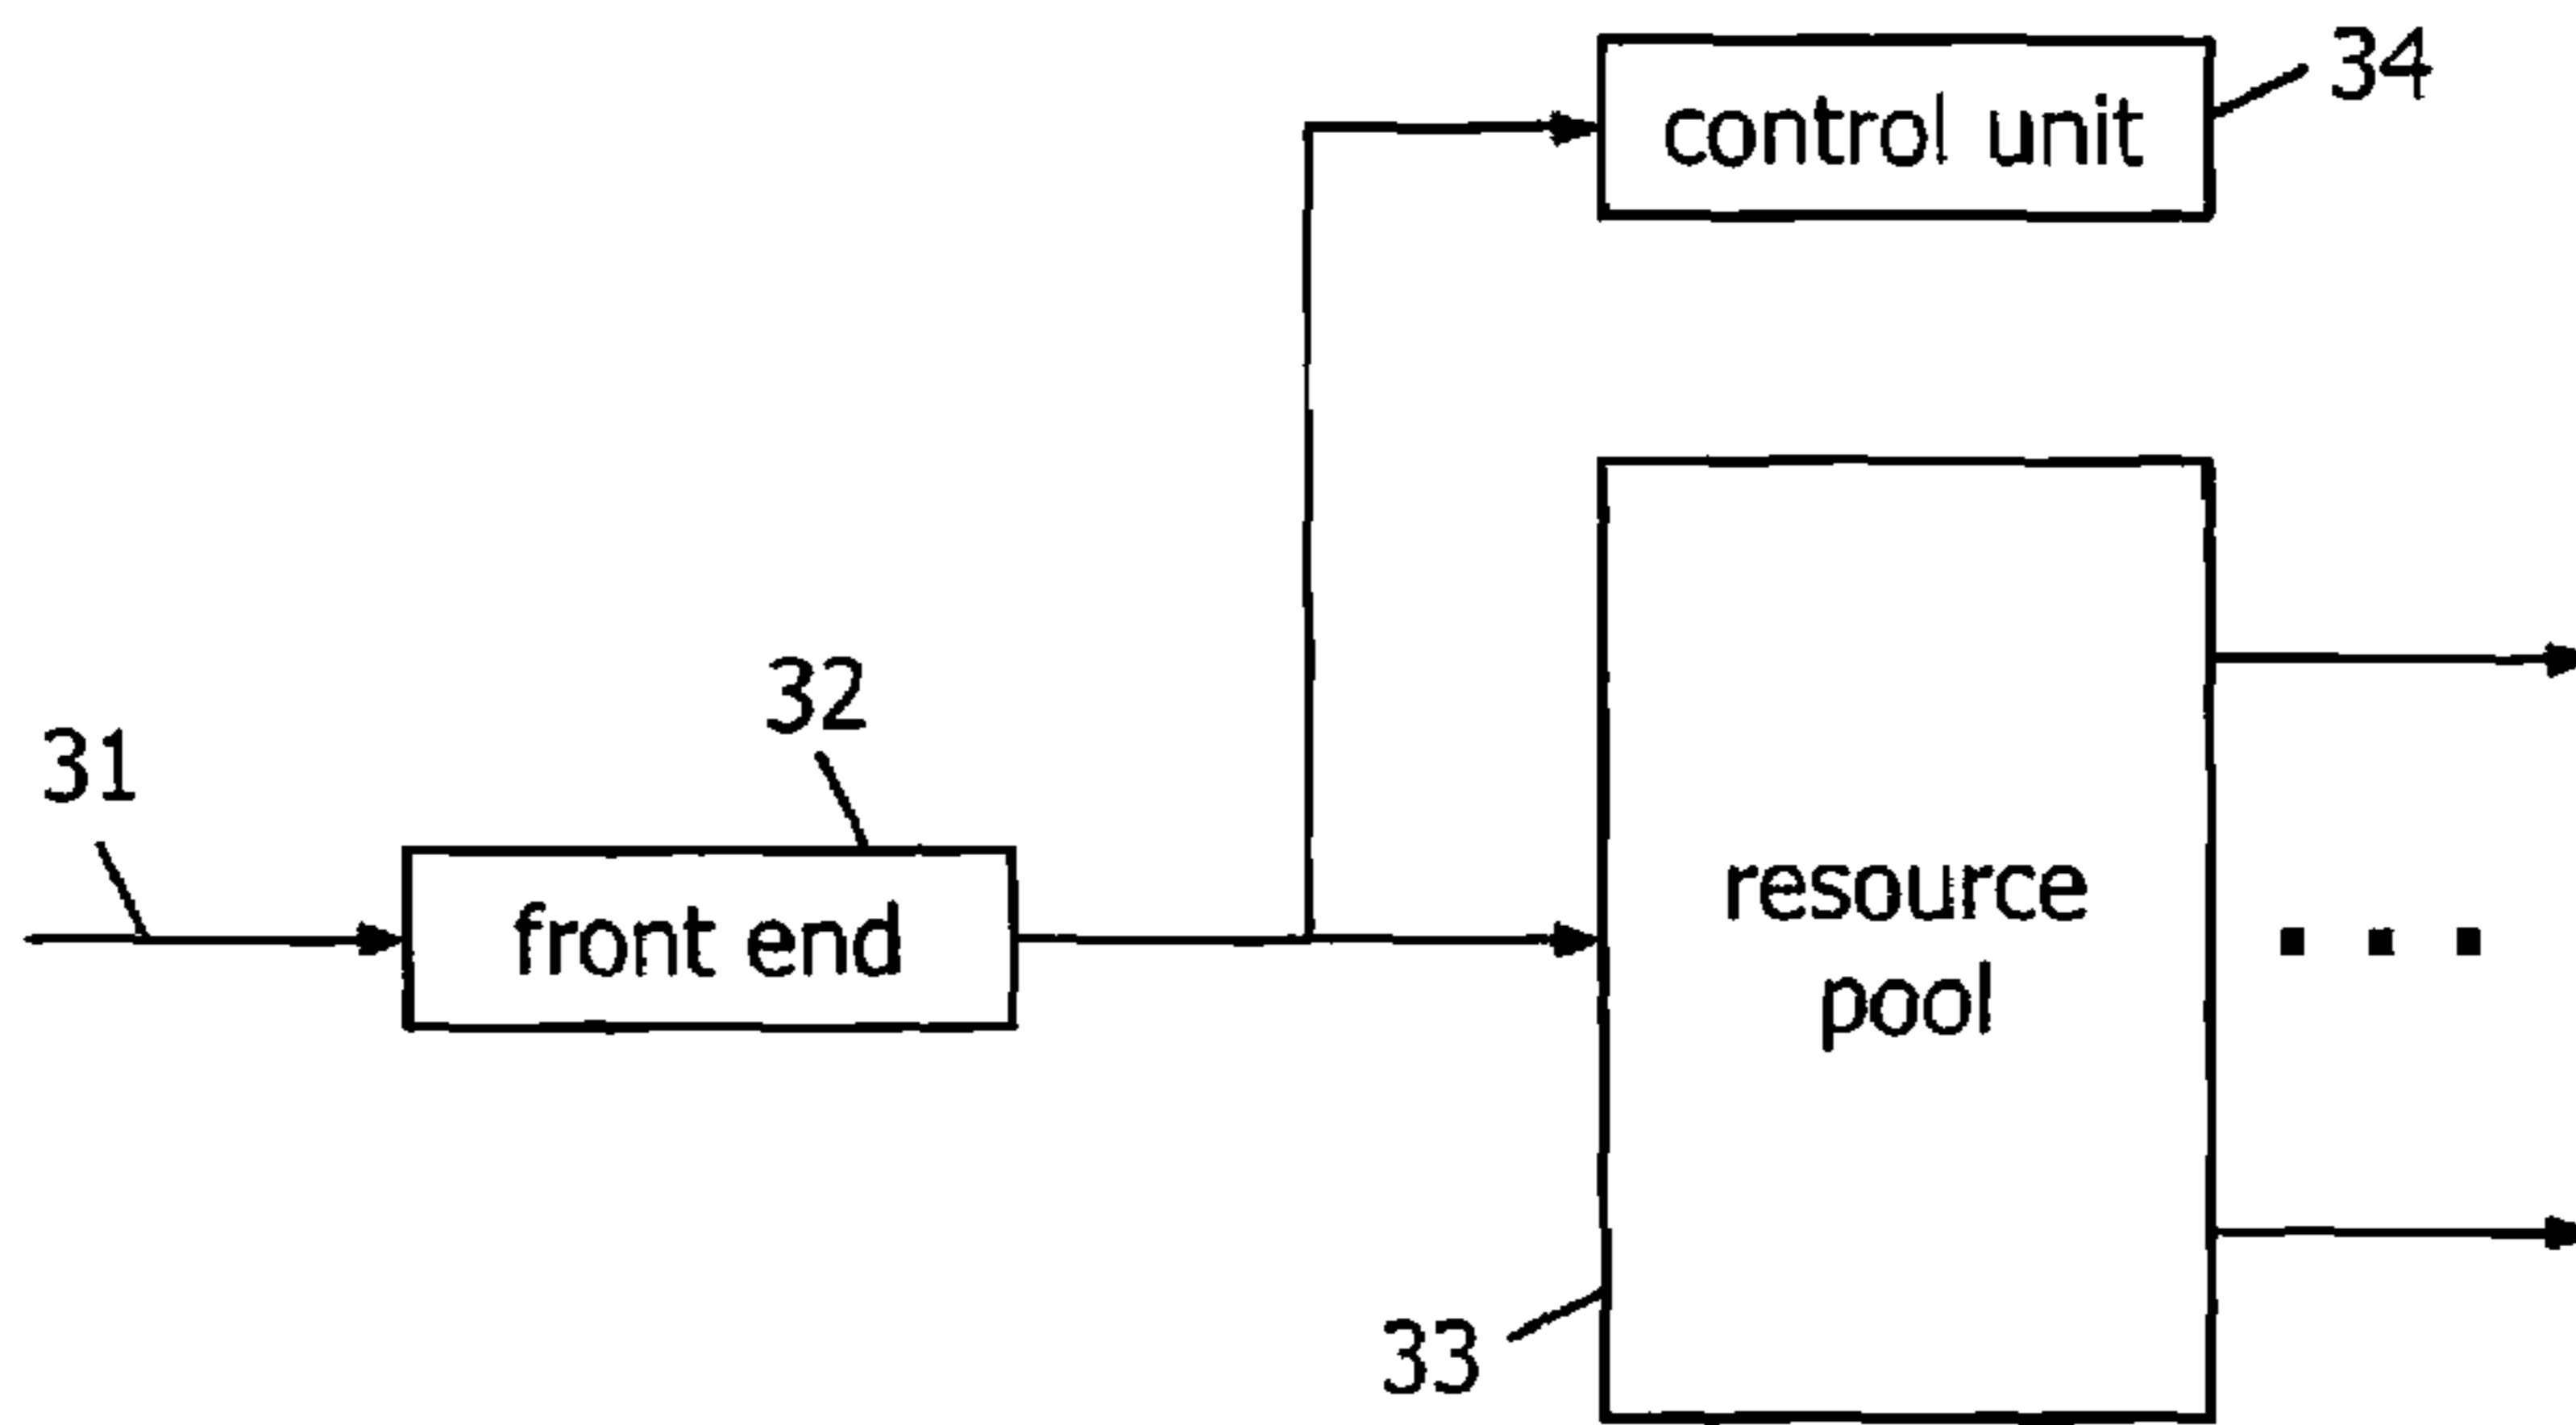 34
control unit
32
31
front end
resource
pool
33